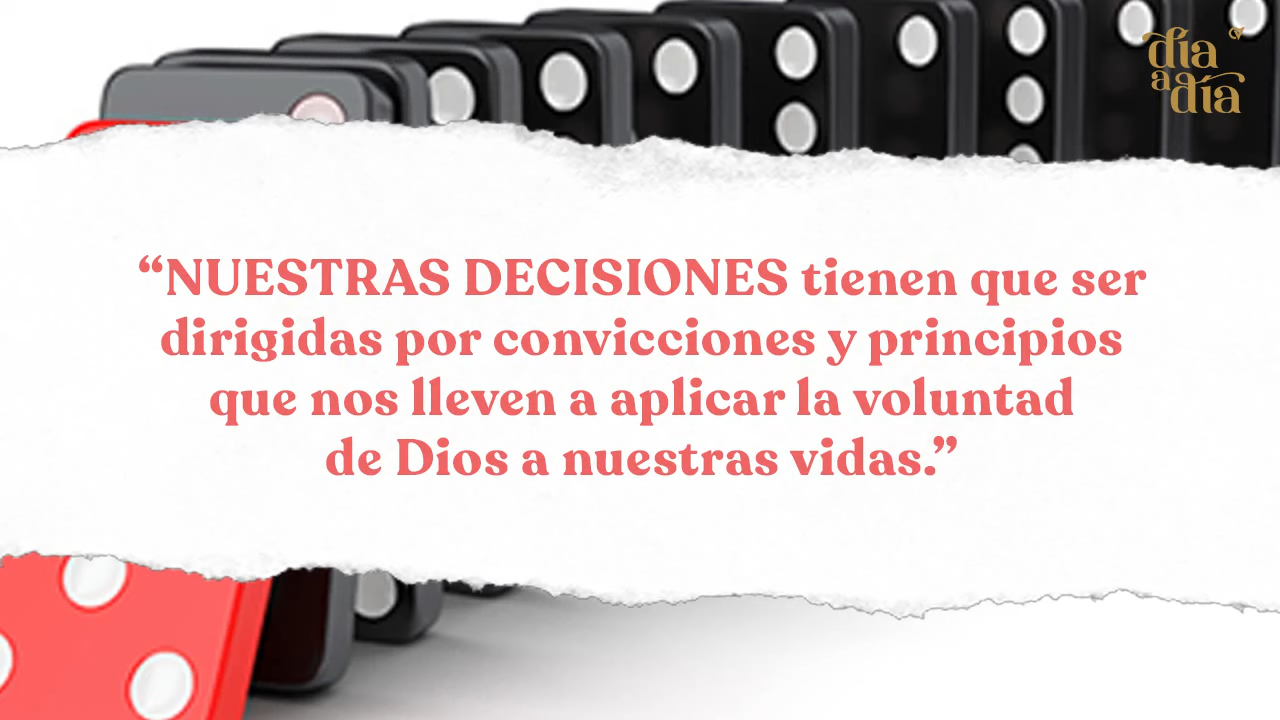 día
a día
“NUESTRAS DECISIONES tienen que ser
dirigidas por convicciones y principios
que nos lleven a aplicar la voluntad
de Dios a nuestras vidas.”